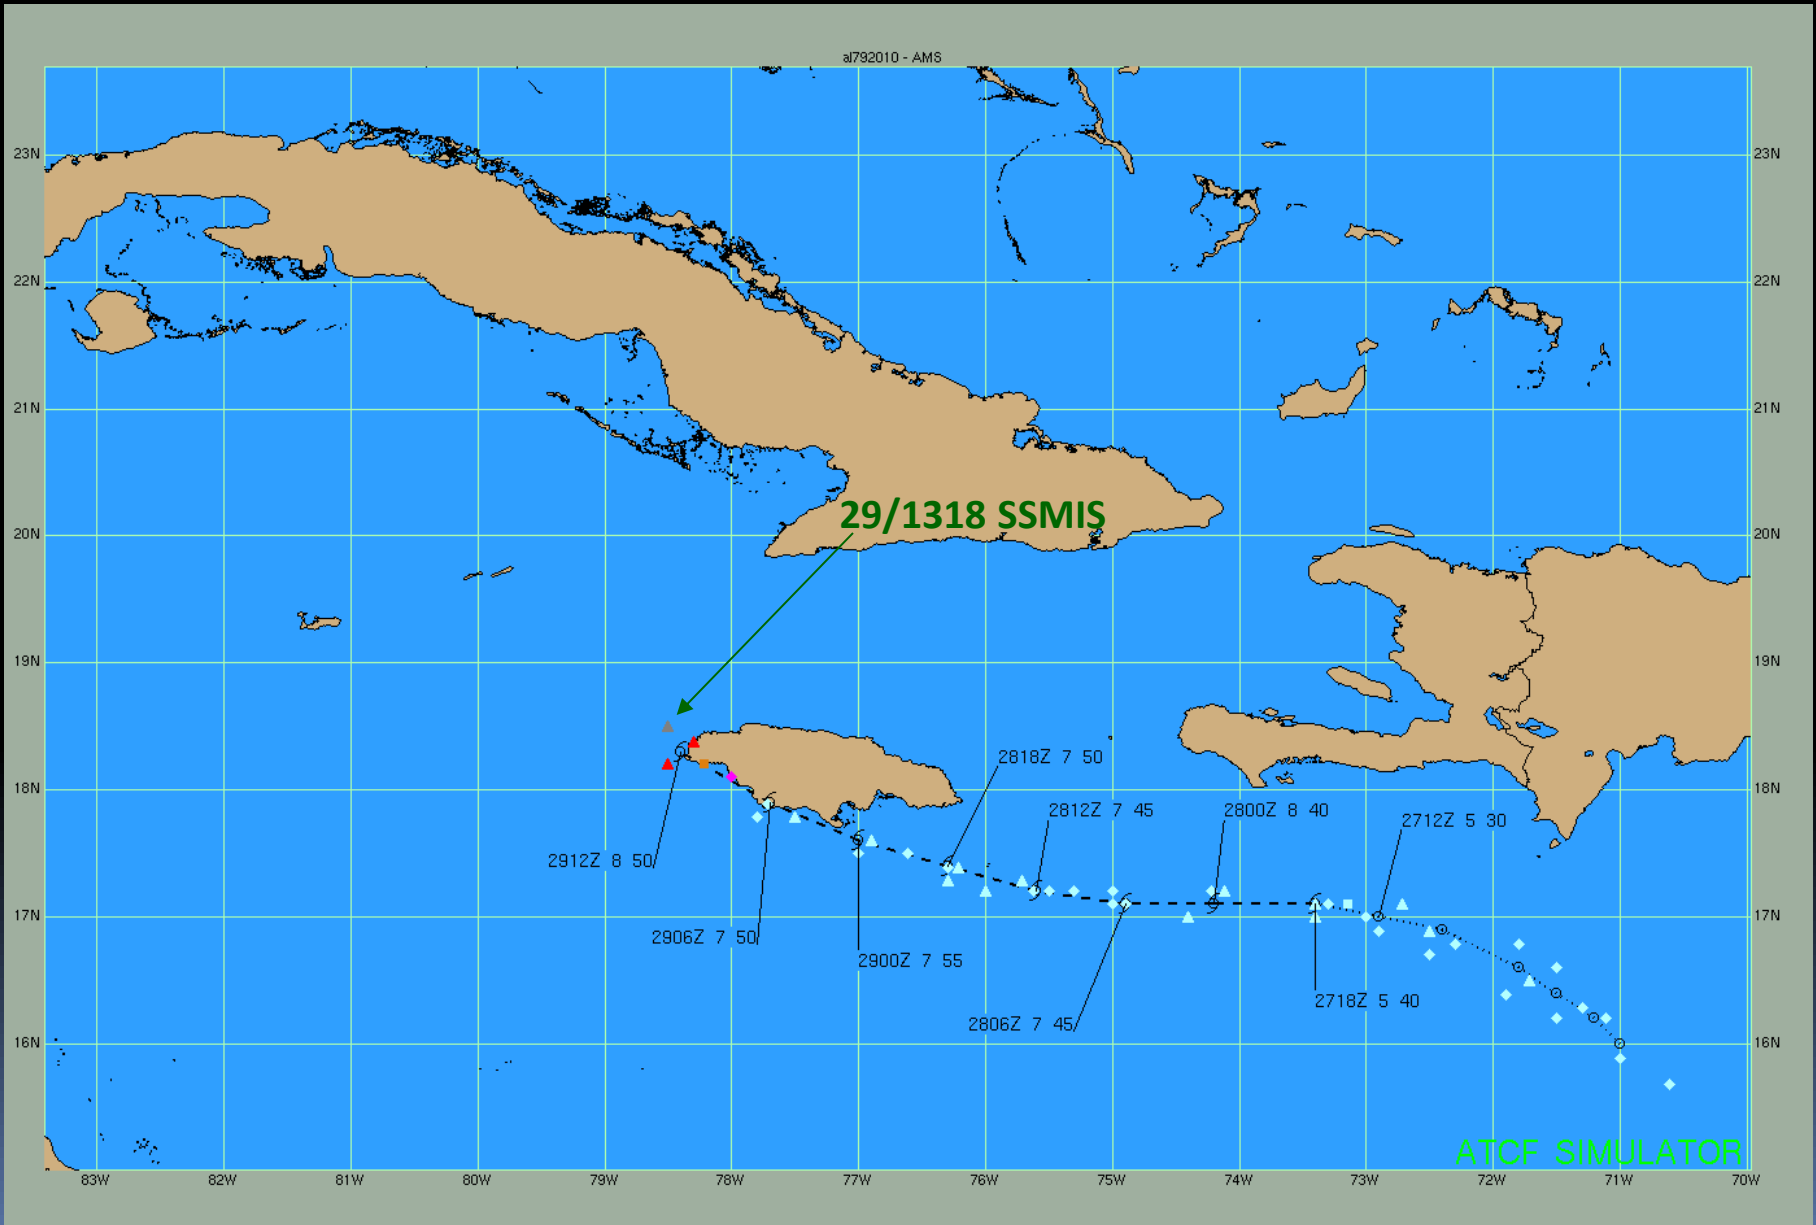 al792010 - AMS
23N
23N
22N
22N
21N
21N
29/1318 SSMIS
20N
20N
19N
19N
2818Z 7 50
18N
18N
2812Z 7 45
2800Z 8 40
2712Z 5 30
2912Z 8 50
17N
17N
2906Z 7 50
2900Z 7 55
2718Z 5 40
2806Z 7 45
16N
16N
ATCF SIMULATOR
83W 82W 81W 80W 79W 78W 77W 76W 75W 74W 73W 72W 71W 70W